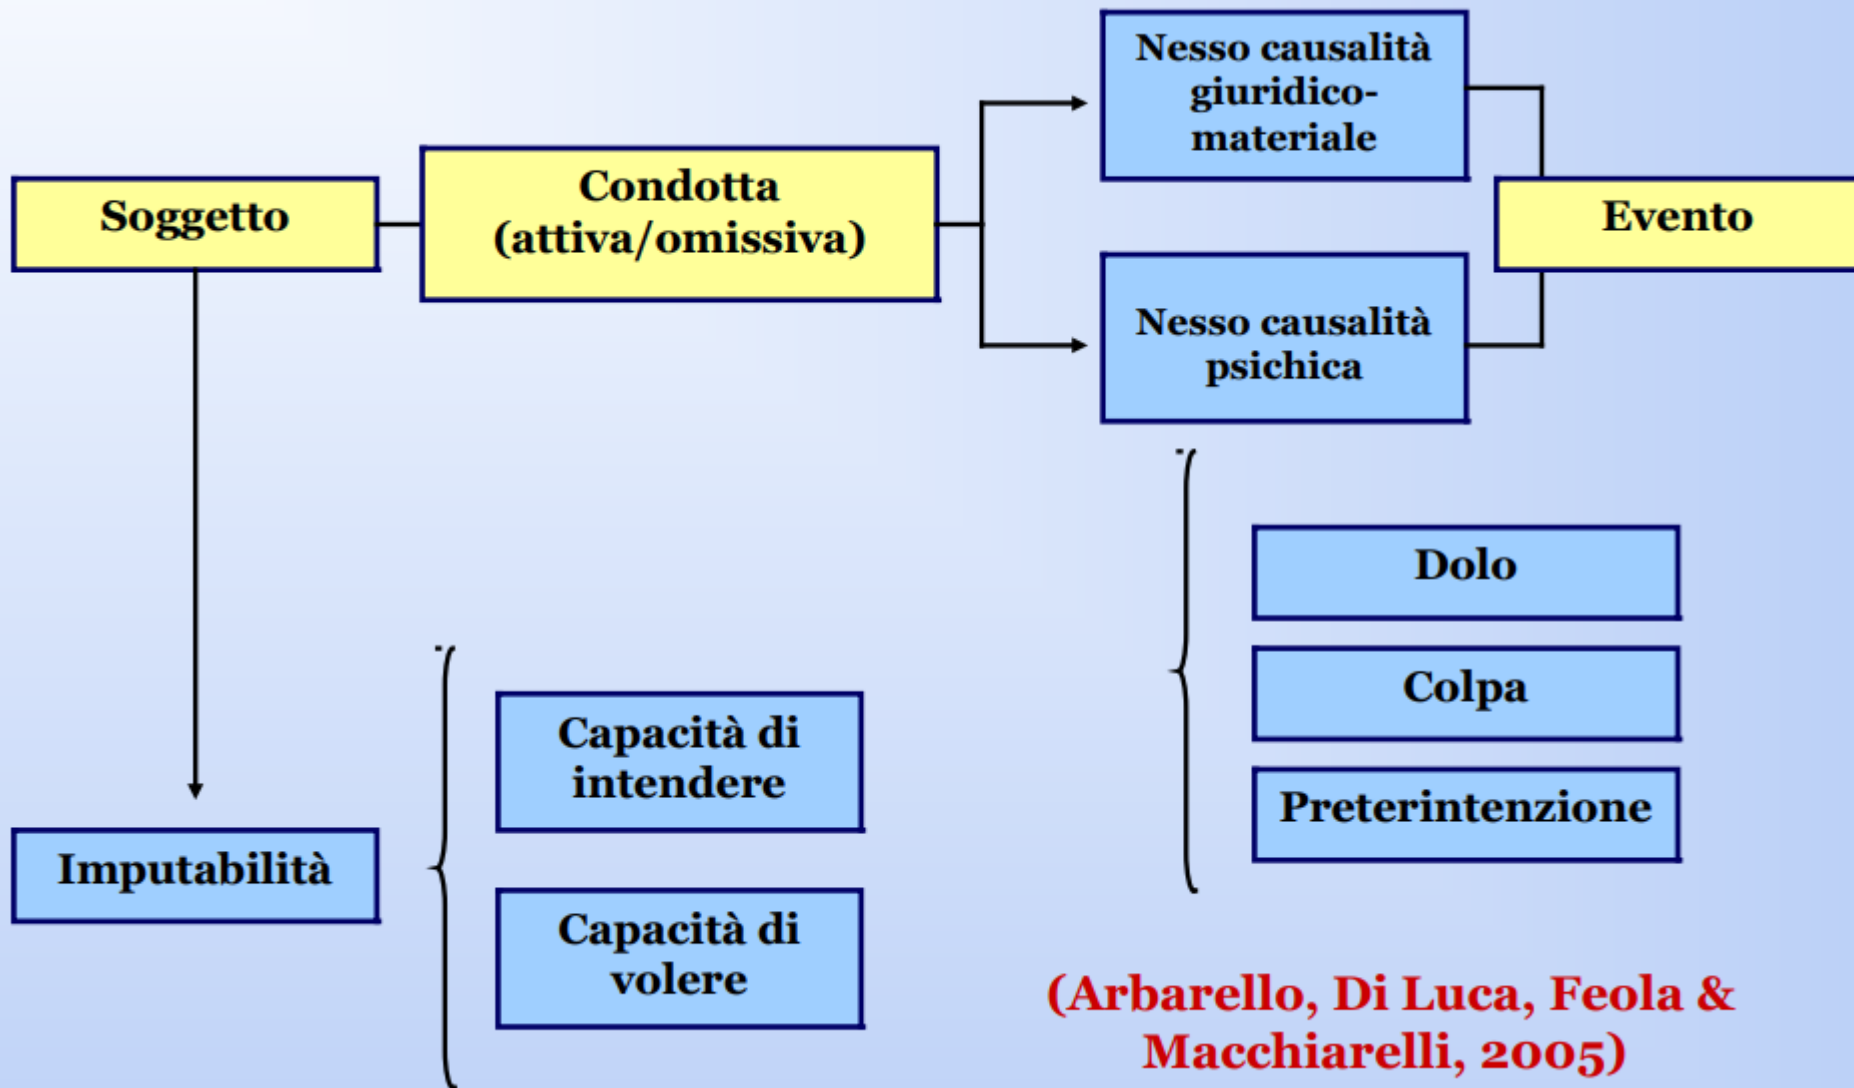 Nesso causalità
giuridico-
materiale
Soggetto
Condotta
(attiva/omissiva)
Evento
Nesso causalità
psichica
Dolo
Colpa
Preterintenzione
Imputabilità
Capacità di
intendere
Capacità di
volere
(Arbarello, Di Luca, Feola &
Macchiarelli, 2005)